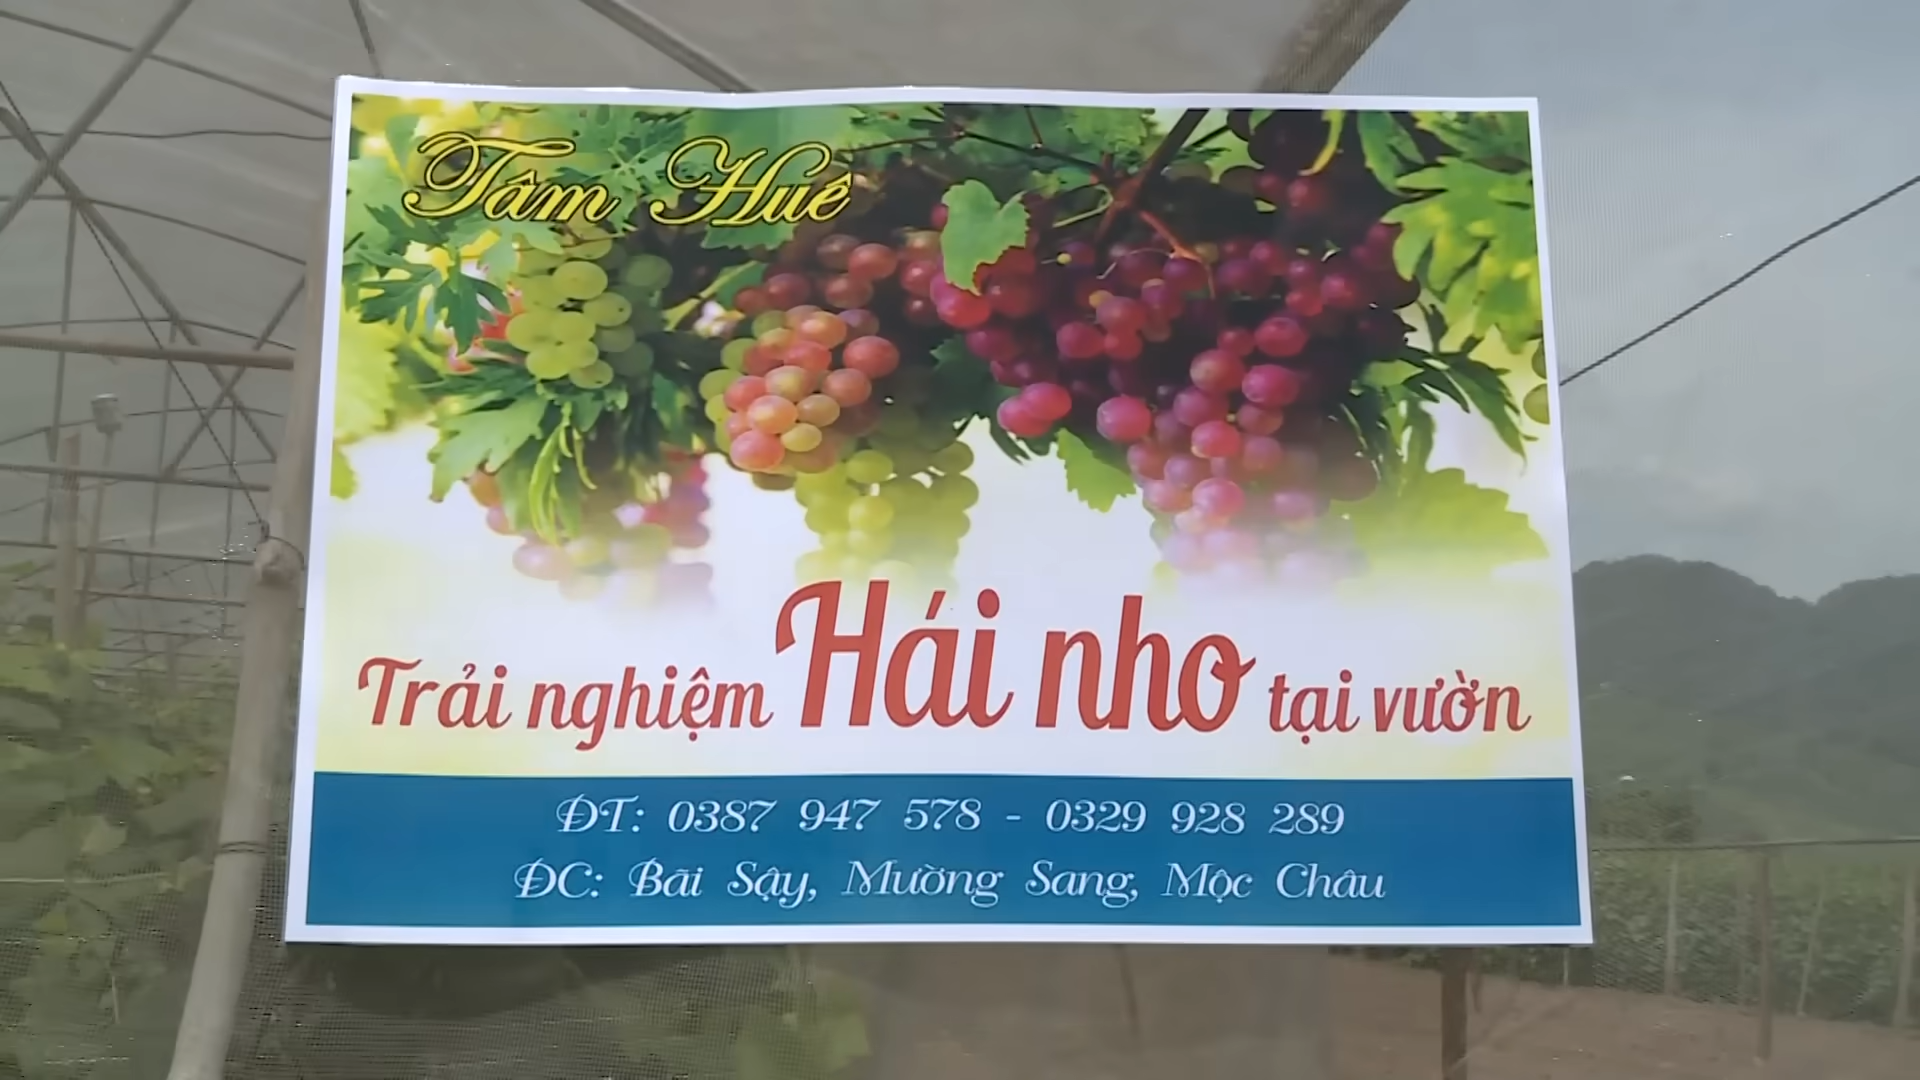 Tâm Huê
Trải nghiệm Hái nho tại vườn
ĐT: 0387 947 578 - 0329 928 289
ĐC: Bãi Sậy, Mường Sang, Mộc Châu